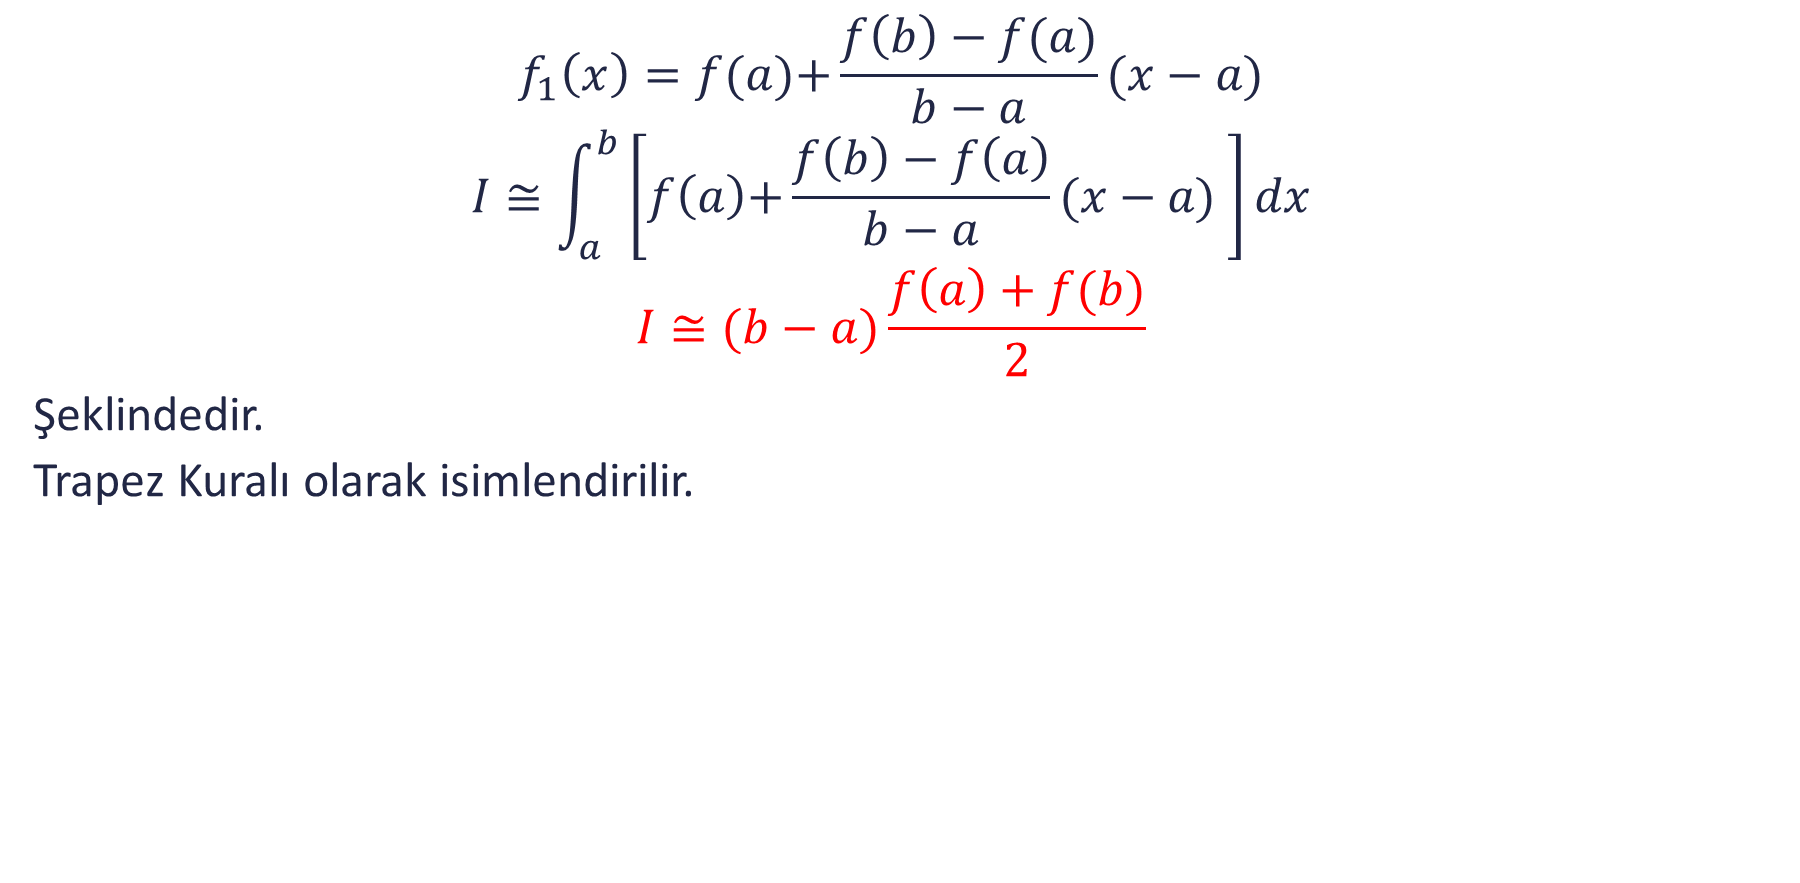 f₁(x) = f(a)+ (f(b) − f(a))/(b − a) (x − a)
I ≅ ∫ₐᵇ [f(a)+ (f(b) − f(a))/(b − a) (x − a)] dx
I ≅ (b − a) (f(a) + f(b))/2
Şeklindedir.
Trapez Kuralı olarak isimlendirilir.